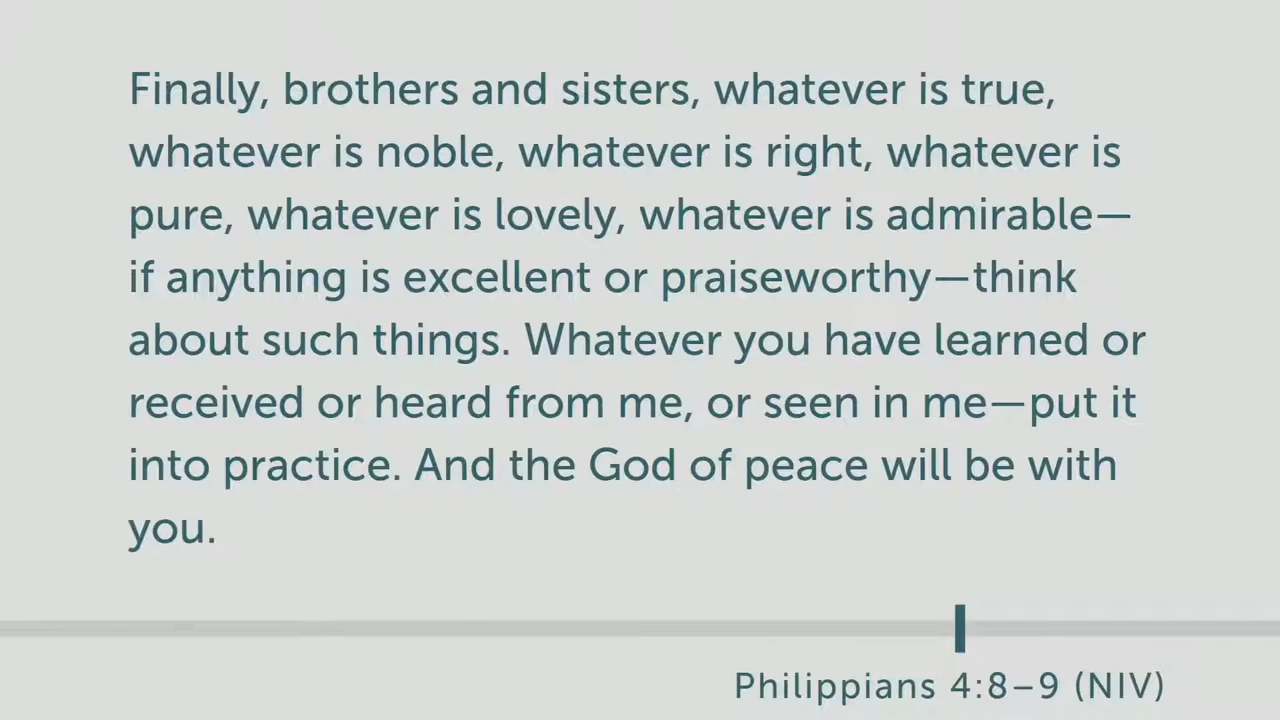 Finally, brothers and sisters, whatever is true,
whatever is noble, whatever is right, whatever is
pure, whatever is lovely, whatever is admirable—
if anything is excellent or praiseworthy—think
about such things. Whatever you have learned or
received or heard from me, or seen in me—put it
into practice. And the God of peace will be with
you.
Philippians 4:8–9 (NIV)